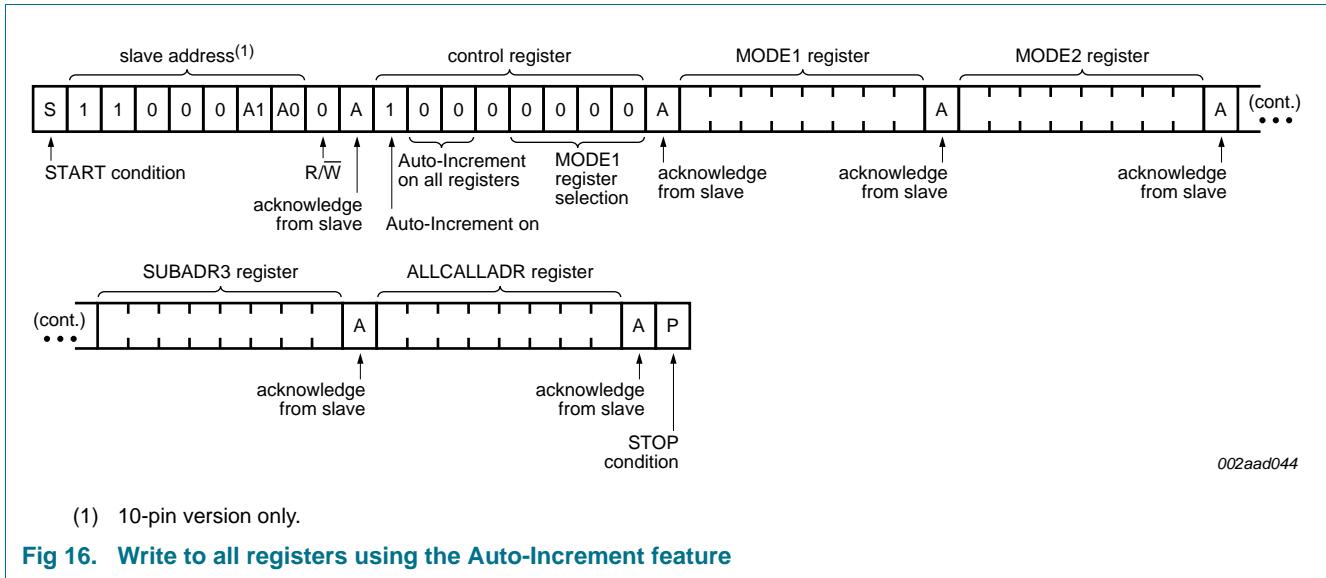 slave address(1) control register MODE1 register MODE2 register
S 1 1 0 0 0 A1 A0 0 A 1 0 0 0 0 0 0 0 A A A (cont.)
START condition
R/W
acknowledge
from slave
Auto-Increment
on all registers
Auto-Increment on
MODE1
register
selection
acknowledge
from slave
acknowledge
from slave
acknowledge
from slave
SUBADR3 register ALLCALLADR register
(cont.) A A P
acknowledge
from slave
acknowledge
from slave
STOP
condition
002aad044
(1) 10-pin version only.
Fig 16. Write to all registers using the Auto-Increment feature